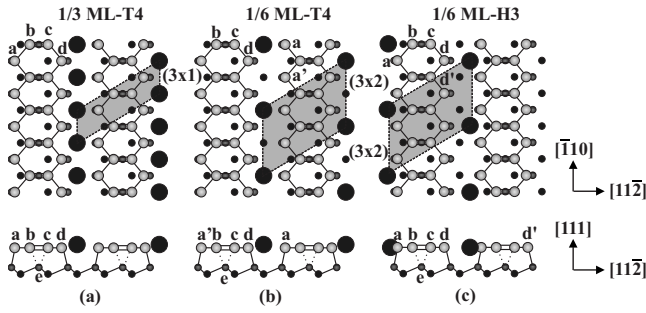 1/3 ML-T4 1/6 ML-T4 1/6 ML-H3
b c b c a b c
a d d a d
(3x1) a' (3x2) d'
(3x2)
[1̅10]
[112̅]
a b c d a'b c d a a b c d d'
[111]
e e e
[112̅]
(a) (b) (c)